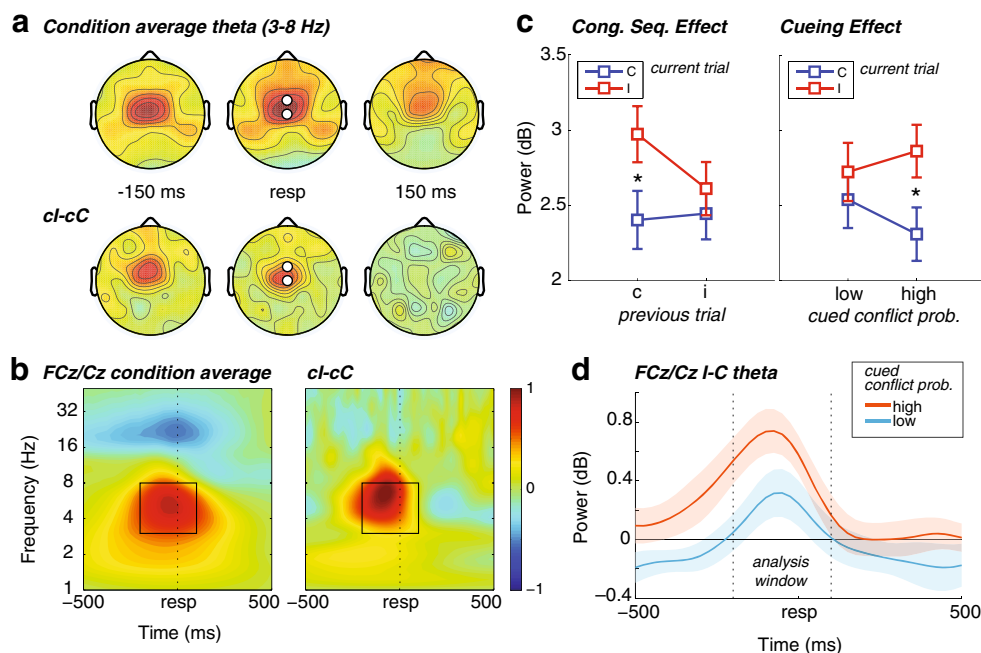 a
Condition average theta (3-8 Hz)
-150 ms
resp
150 ms
cI-cC
c
Cong. Seq. Effect
Cueing Effect
3.5
3
2.5
2
Power (dB)
C
I
current trial
*
c
i
previous trial
C
I
current trial
*
low
high
cued conflict prob.
b
FCz/Cz condition average
cI-cC
32
16
8
4
2
1
Frequency (Hz)
-500
resp
500
-500
resp
500
Time (ms)
1
0
-1
d
FCz/Cz I-C theta
cued
conflict prob.
high
low
0.8
0.4
0
-0.4
Power (dB)
analysis
window
-500
resp
500
Time (ms)